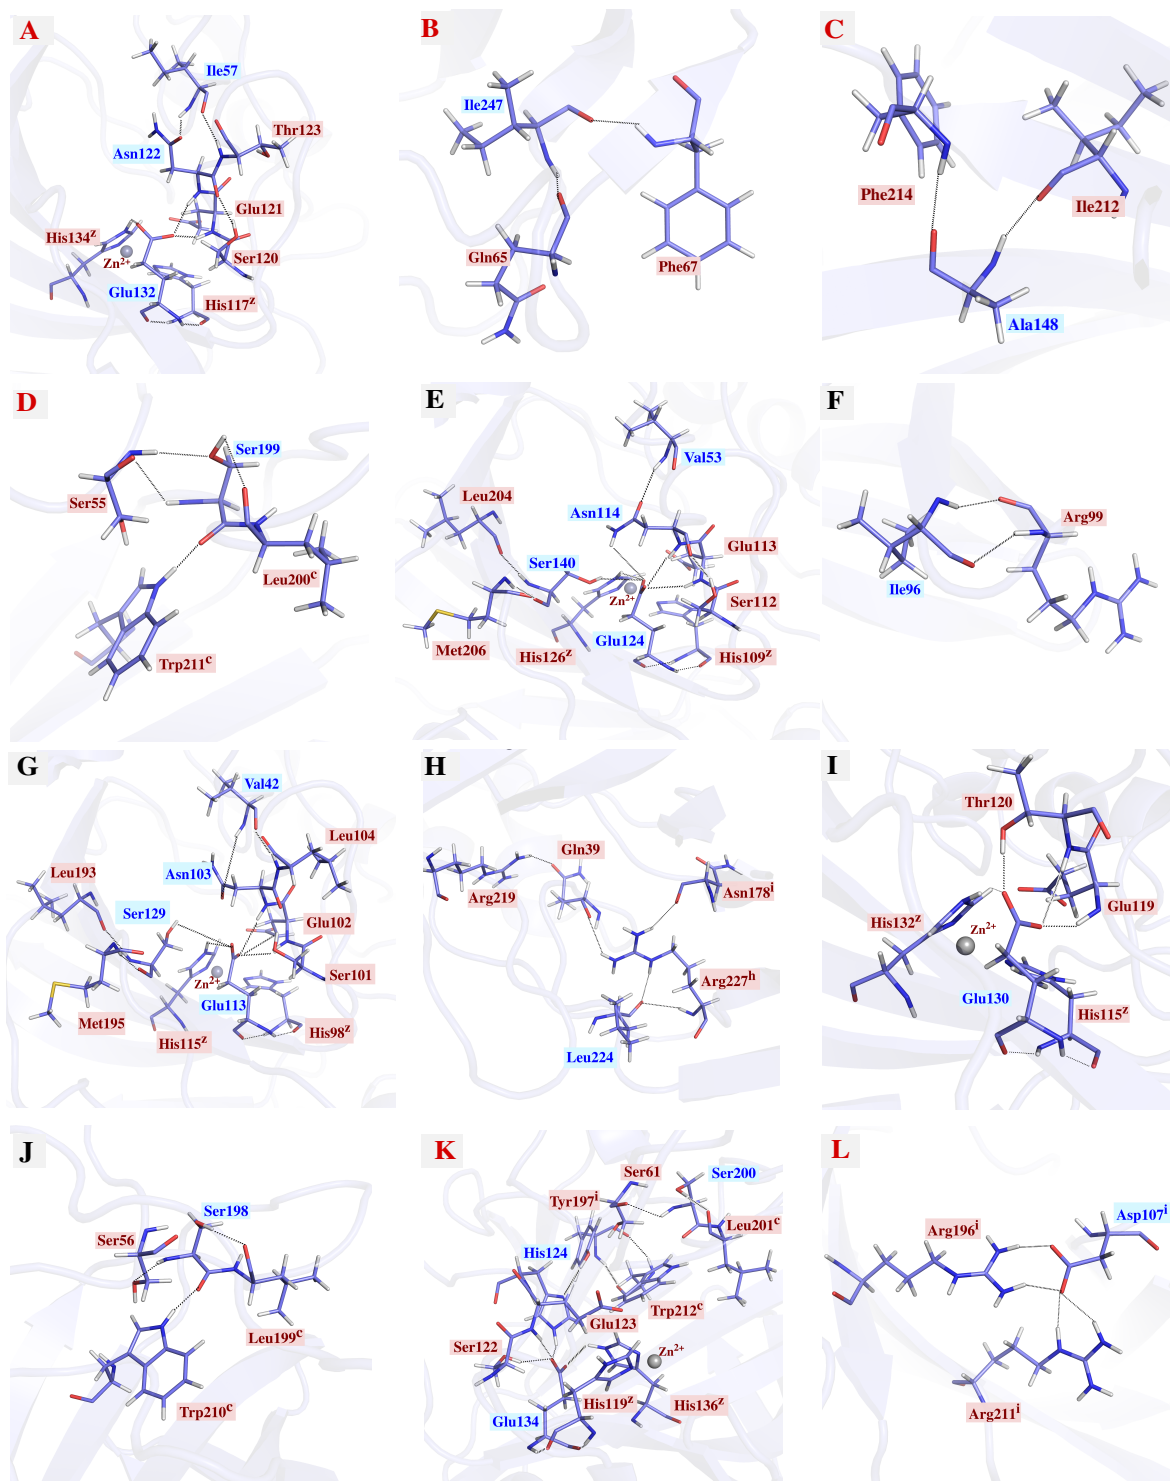 A
Ile57
Thr123
Asn122
Glu121
His134ᶻ
Zn²⁺
Ser120
Glu132
His117ᶻ
B
Ile247
Gln65
Phe67
C
Phe214
Ile212
Ala148
D
Ser199
Ser55
Leu200ᶜ
Trp211ᶜ
E
Val53
Leu204
Asn114
Glu113
Ser140
Zn²⁺
Ser112
Glu124
Met206
His126ᶻ
His109ᶻ
F
Arg99
Ile96
G
Val42
Leu104
Leu193
Asn103
Ser129
Glu102
Zn²⁺
Ser101
Glu113
Met195
His115ᶻ
His98ᶻ
H
Gln39
Arg219
Asn178ⁱ
Arg227ʰ
Leu224
I
Thr120
Glu119
His132ᶻ
Zn²⁺
Glu130
His115ᶻ
J
Ser198
Ser56
Leu199ᶜ
Trp210ᶜ
K
Ser61
Ser200
Tyr197ⁱ
Leu201ᶜ
His124
Trp212ᶜ
Glu123
Ser122
Zn²⁺
His119ᶻ
His136ᶻ
Glu134
L
Asp107ⁱ
Arg196ⁱ
Arg211ⁱ